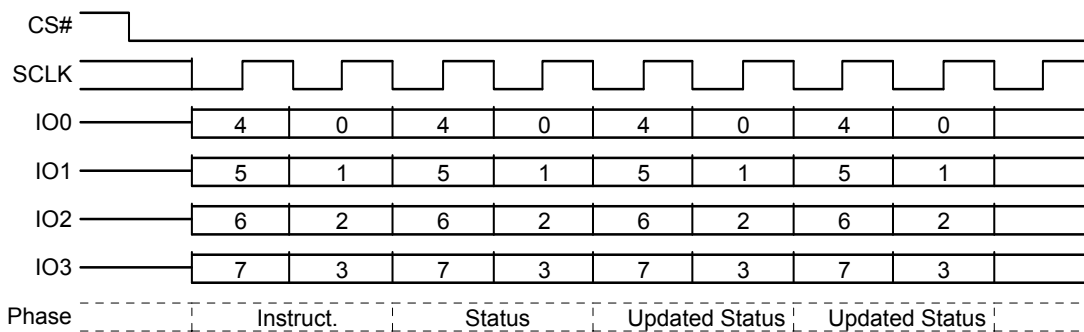 CS#
SCLK
IO0 4 0 4 0 4 0 4 0
IO1 5 1 5 1 5 1 5 1
IO2 6 2 6 2 6 2 6 2
IO3 7 3 7 3 7 3 7 3
Phase Instruct. Status Updated Status Updated Status